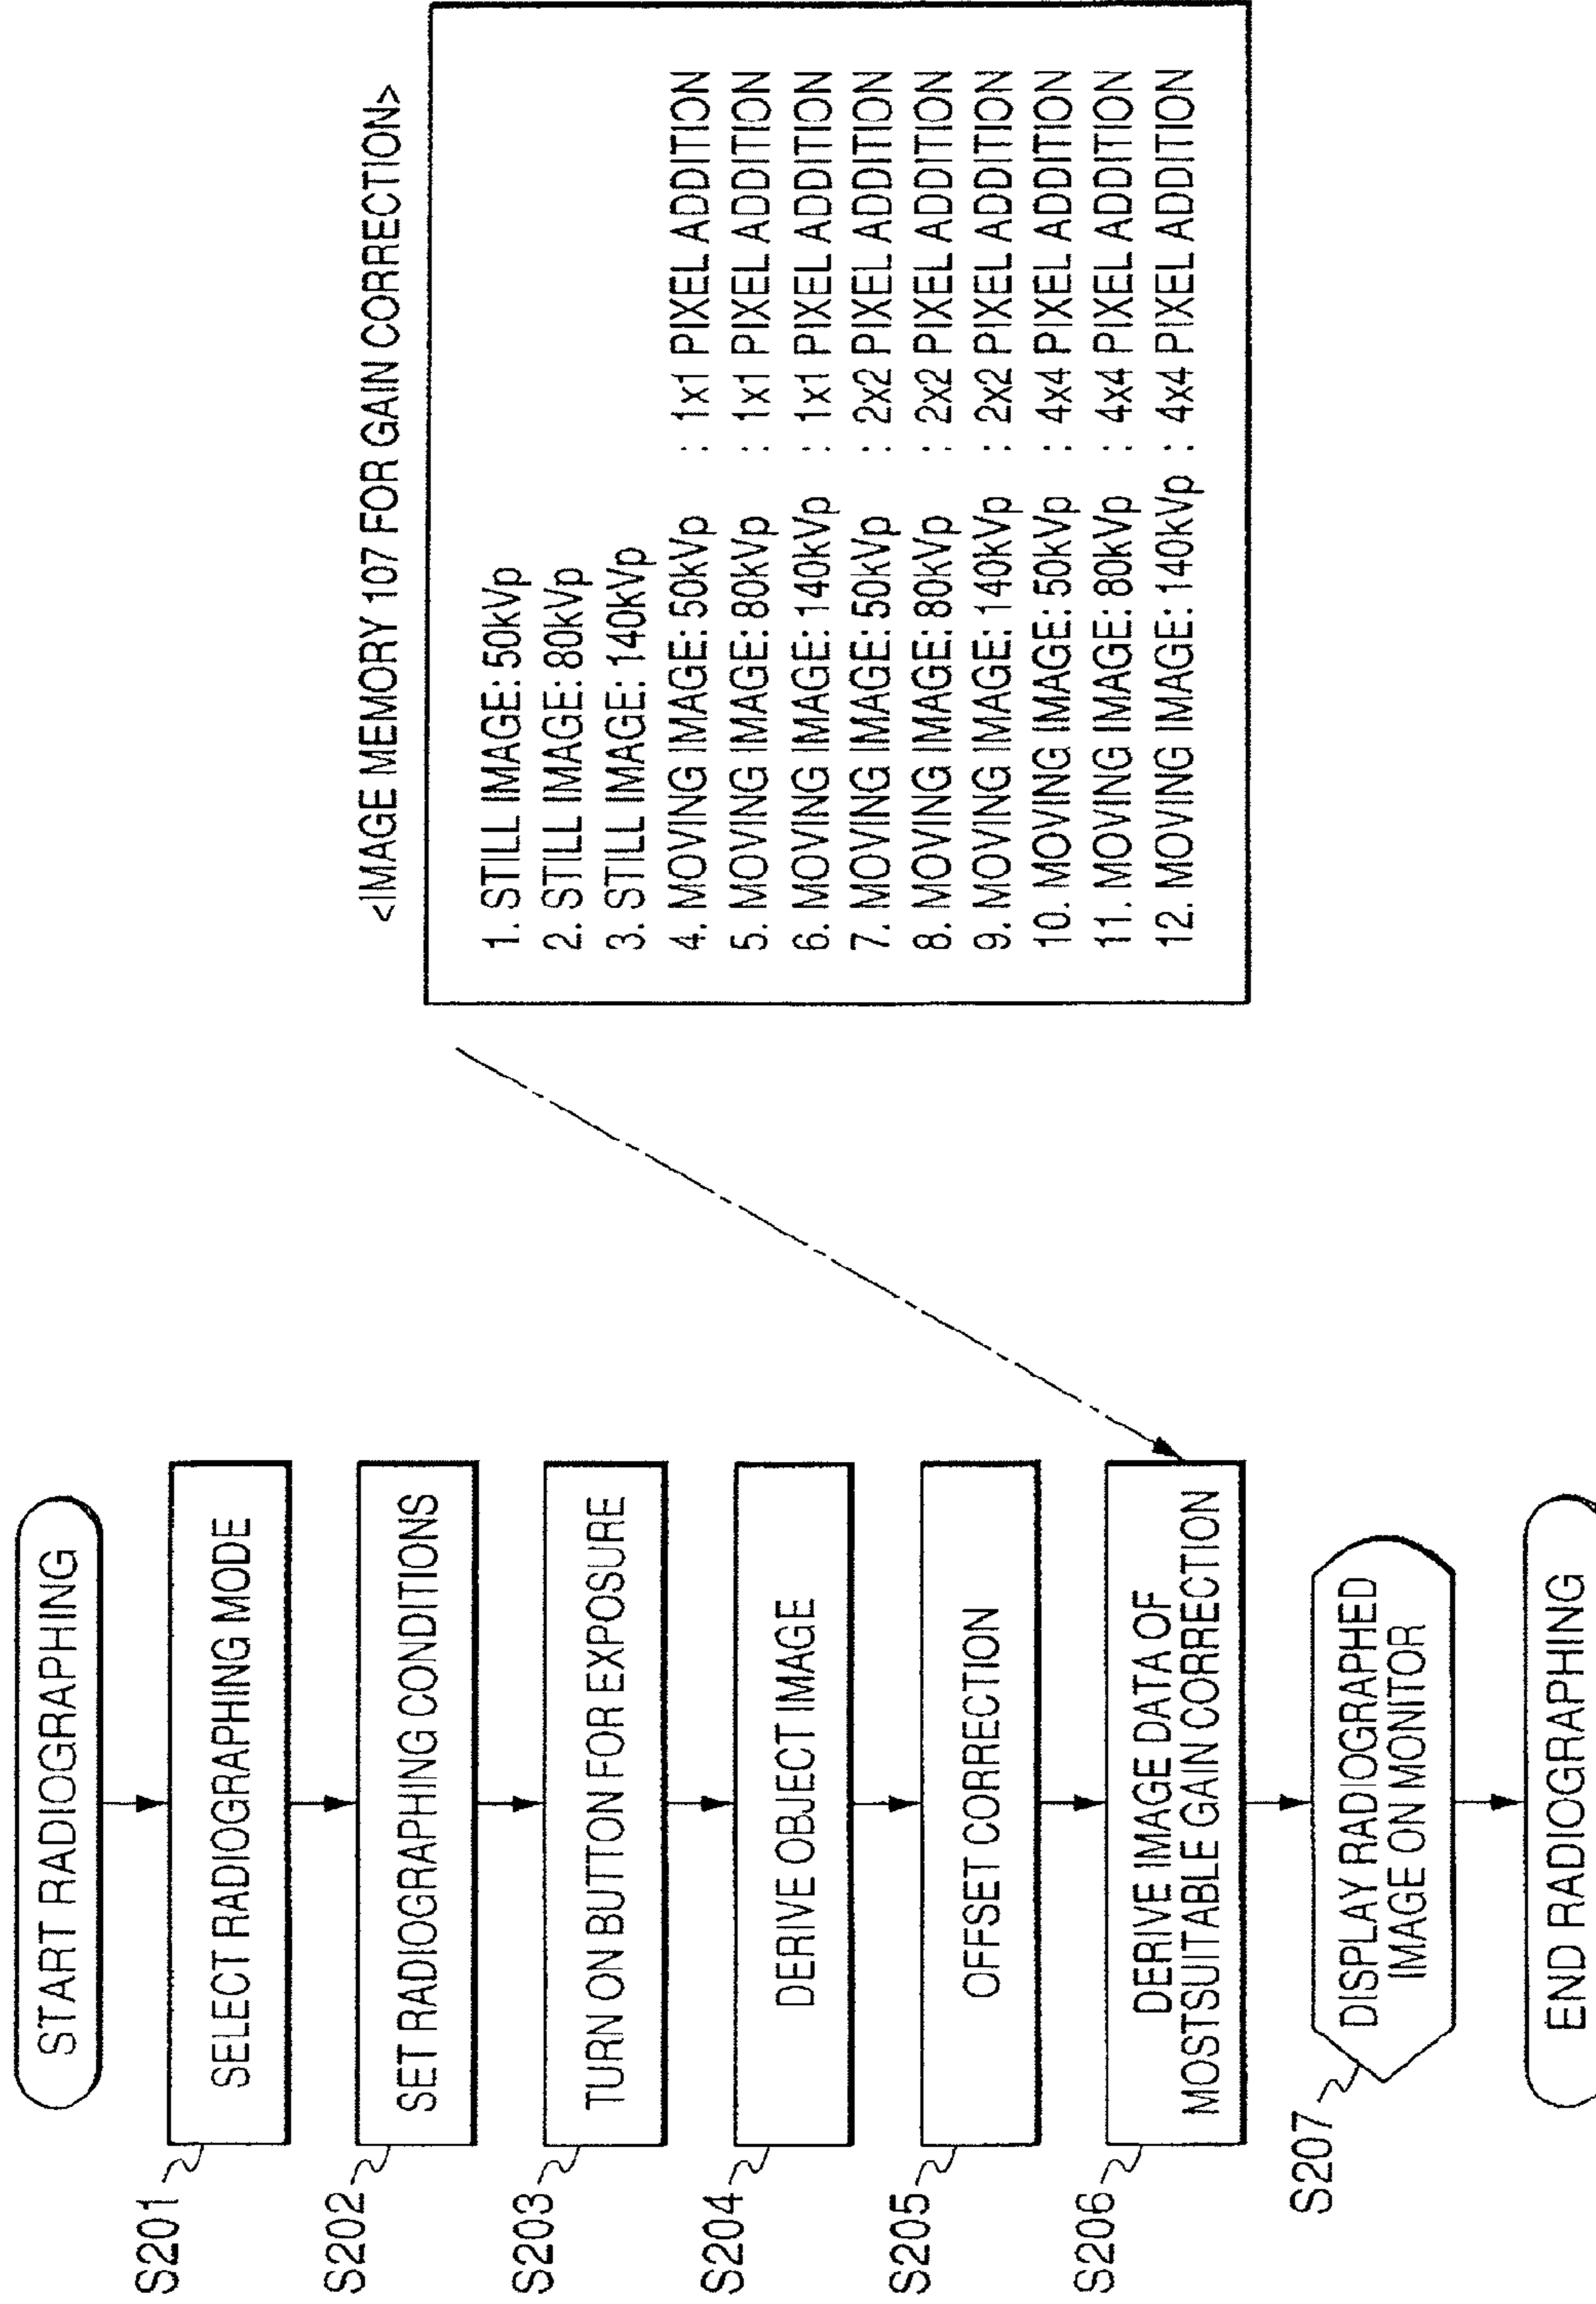 START RADIOGRAPHING
S201
SELECT RADIOGRAPHING MODE
S202
SET RADIOGRAPHING CONDITIONS
S203
TURN ON BUTTON FOR EXPOSURE
S204
DERIVE OBJECT IMAGE
S205
OFFSET CORRECTION
S206
DERIVE IMAGE DATA OF
MOSTSUITABLE GAIN CORRECTION
S207
DISPLAY RADIOGRAPHED
IMAGE ON MONITOR
END RADIOGRAPHING
<IMAGE MEMORY 107 FOR GAIN CORRECTION>
1. STILL IMAGE: 50kVp
2. STILL IMAGE: 80kVp
3. STILL IMAGE: 140kVp
4. MOVING IMAGE: 50kVp : 1x1 PIXEL ADDITION
5. MOVING IMAGE: 80kVp : 1x1 PIXEL ADDITION
6. MOVING IMAGE: 140kVp : 1x1 PIXEL ADDITION
7. MOVING IMAGE: 50kVp : 2x2 PIXEL ADDITION
8. MOVING IMAGE: 80kVp : 2x2 PIXEL ADDITION
9. MOVING IMAGE: 140kVp : 2x2 PIXEL ADDITION
10. MOVING IMAGE: 50kVp : 4x4 PIXEL ADDITION
11. MOVING IMAGE: 80kVp : 4x4 PIXEL ADDITION
12. MOVING IMAGE: 140kVp : 4x4 PIXEL ADDITION